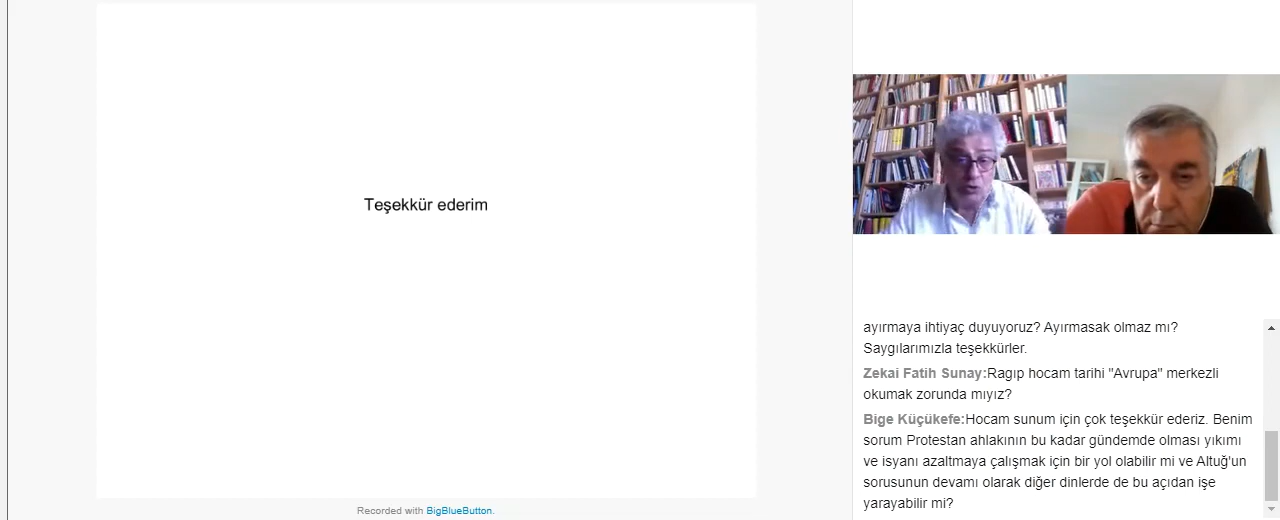 Teşekkür ederim
Recorded with BigBlueButton.
ayırmaya ihtiyaç duyuyoruz? Ayırmasak olmaz mı?
Saygılarımızla teşekkürler.
Zekai Fatih Sunay:Ragıp hocam tarihi "Avrupa" merkezli
okumak zorunda mıyız?
Bige Küçükefe:Hocam sunum için çok teşekkür ederiz. Benim
sorum Protestan ahlakının bu kadar gündemde olması yıkımı
ve isyanı azaltmaya çalışmak için bir yol olabilir mi ve Altuğ'un
sorusunun devamı olarak diğer dinlerde de bu açıdan işe
yarayabilir mi?